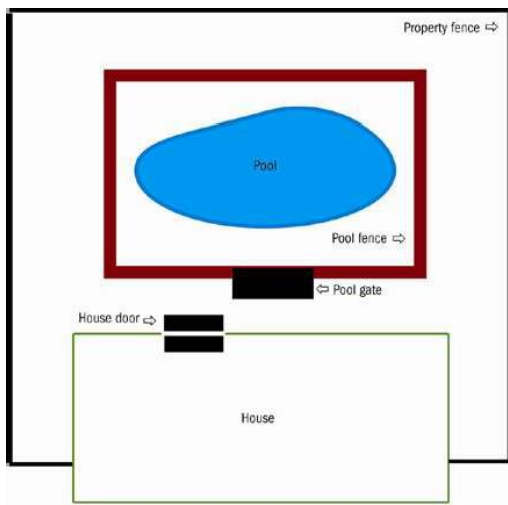 Property fence ⇨
Pool
Pool fence ⇨
⇦ Pool gate
House door ⇨
House